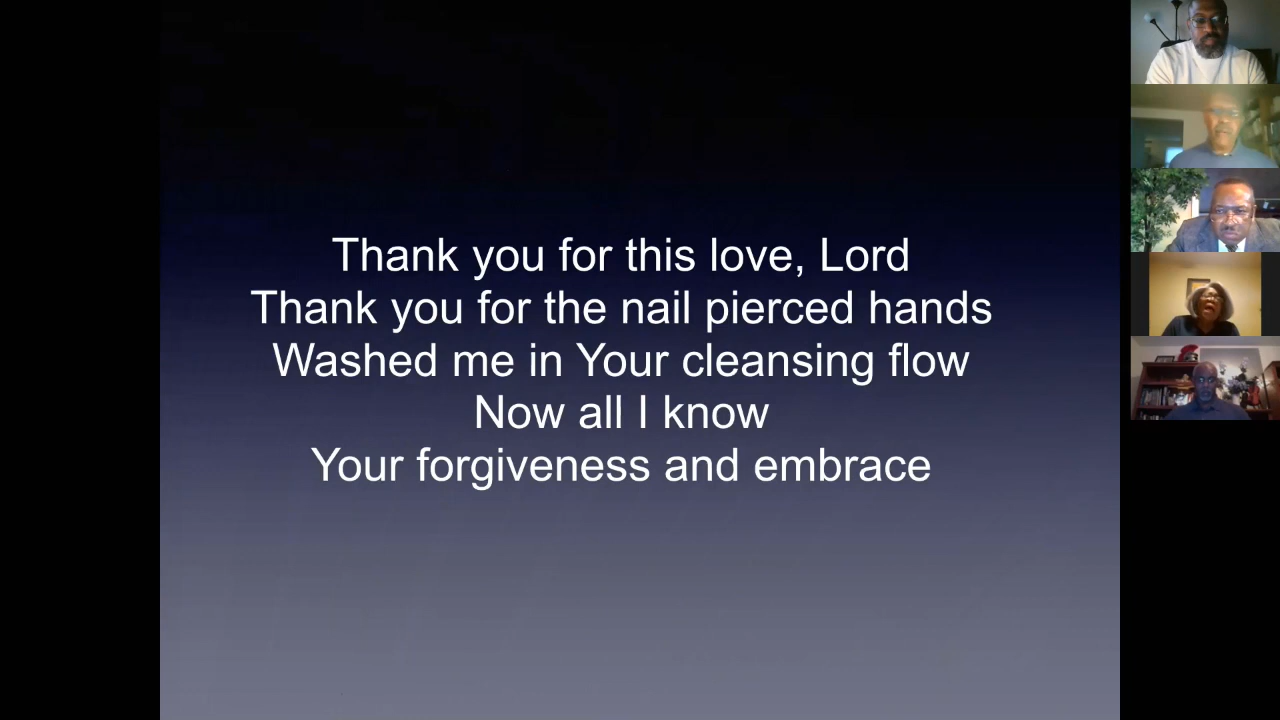 Thank you for this love, Lord
Thank you for the nail pierced hands
Washed me in Your cleansing flow
Now all I know
Your forgiveness and embrace